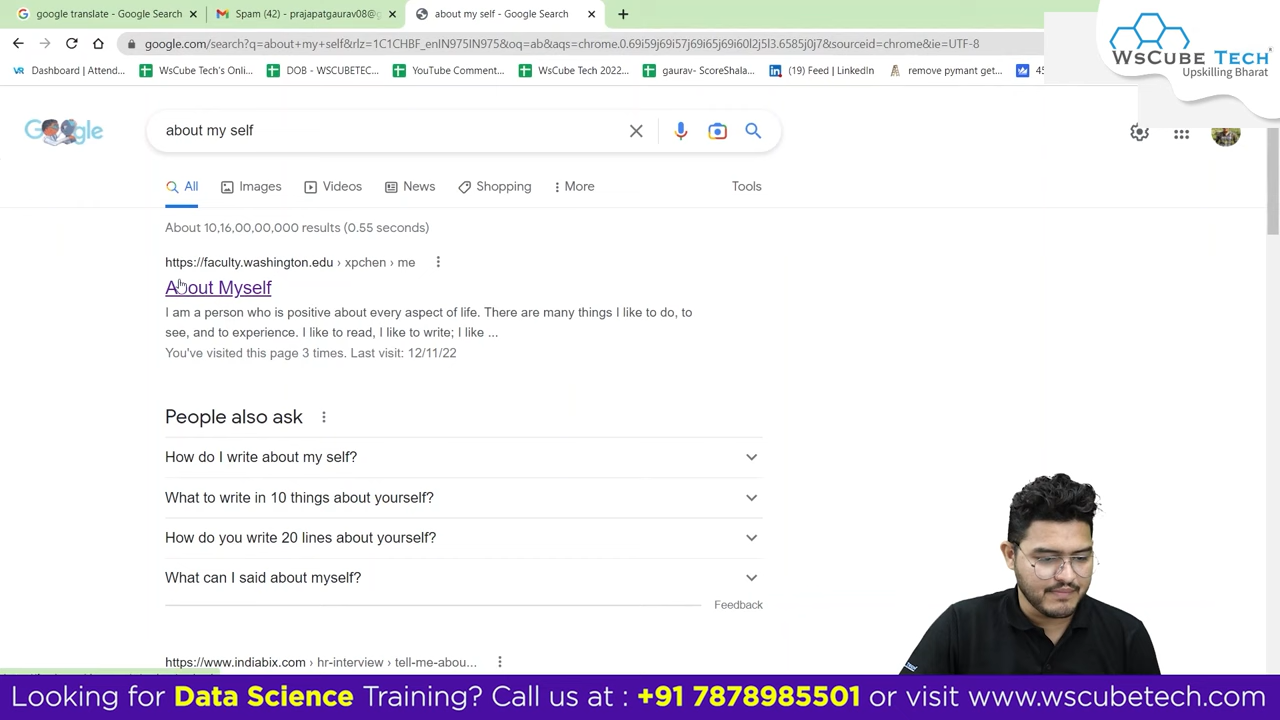 google translate - Google Search
Spam (42) - prajapatgaurav08@g
about my self - Google Search
google.com/search?q=about+my+self&rlz=1C1CHBF_enIN975IN975&oq=ab&aqs=chrome.0.69i59j69i57j69i65j69i60l2j5l3.6585j0j7&sourceid=chrome&ie=UTF-8
VR Dashboard | Attend...
WsCube Tech's Onli...
DOB - WSCUBETEC...
YouTube Comment...
WsCube Tech 2022...
gaurav- ScoreShala...
(19) Feed | LinkedIn
remove pymant get...
WsCUBE TECH
Upskilling Bharat
Google
about my self
All
Images
Videos
News
Shopping
More
Tools
About 10,16,00,00,000 results (0.55 seconds)
https://faculty.washington.edu › xpchen › me
About Myself
I am a person who is positive about every aspect of life. There are many things I like to do, to
see, and to experience. I like to read, I like to write; I like ...
You've visited this page 3 times. Last visit: 12/11/22
People also ask
How do I write about my self?
What to write in 10 things about yourself?
How do you write 20 lines about yourself?
What can I said about myself?
Feedback
https://www.indiabix.com › hr-interview › tell-me-abou...
Looking for Data Science Training? Call us at : +91 7878985501 or visit www.wscubetech.com